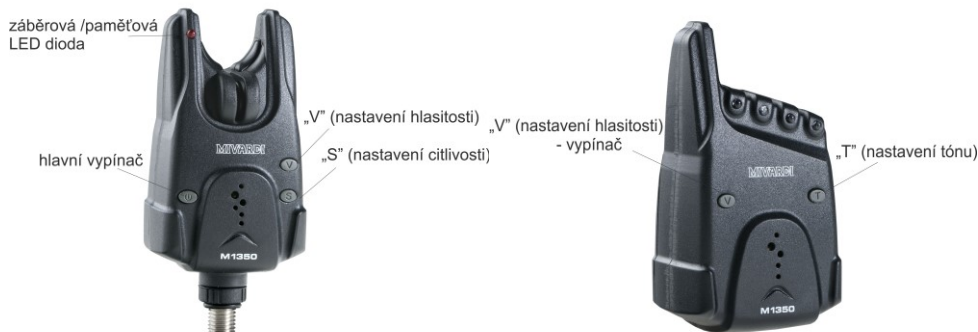 záběrová /paměťová
LED dioda
„V” (nastavení hlasitosti)
„S” (nastavení citlivosti)
hlavní vypínač
MIVARDI
V
S
M1350
„V” (nastavení hlasitosti)
- vypínač
„T” (nastavení tónu)
MIVARDI
V
T
M1350